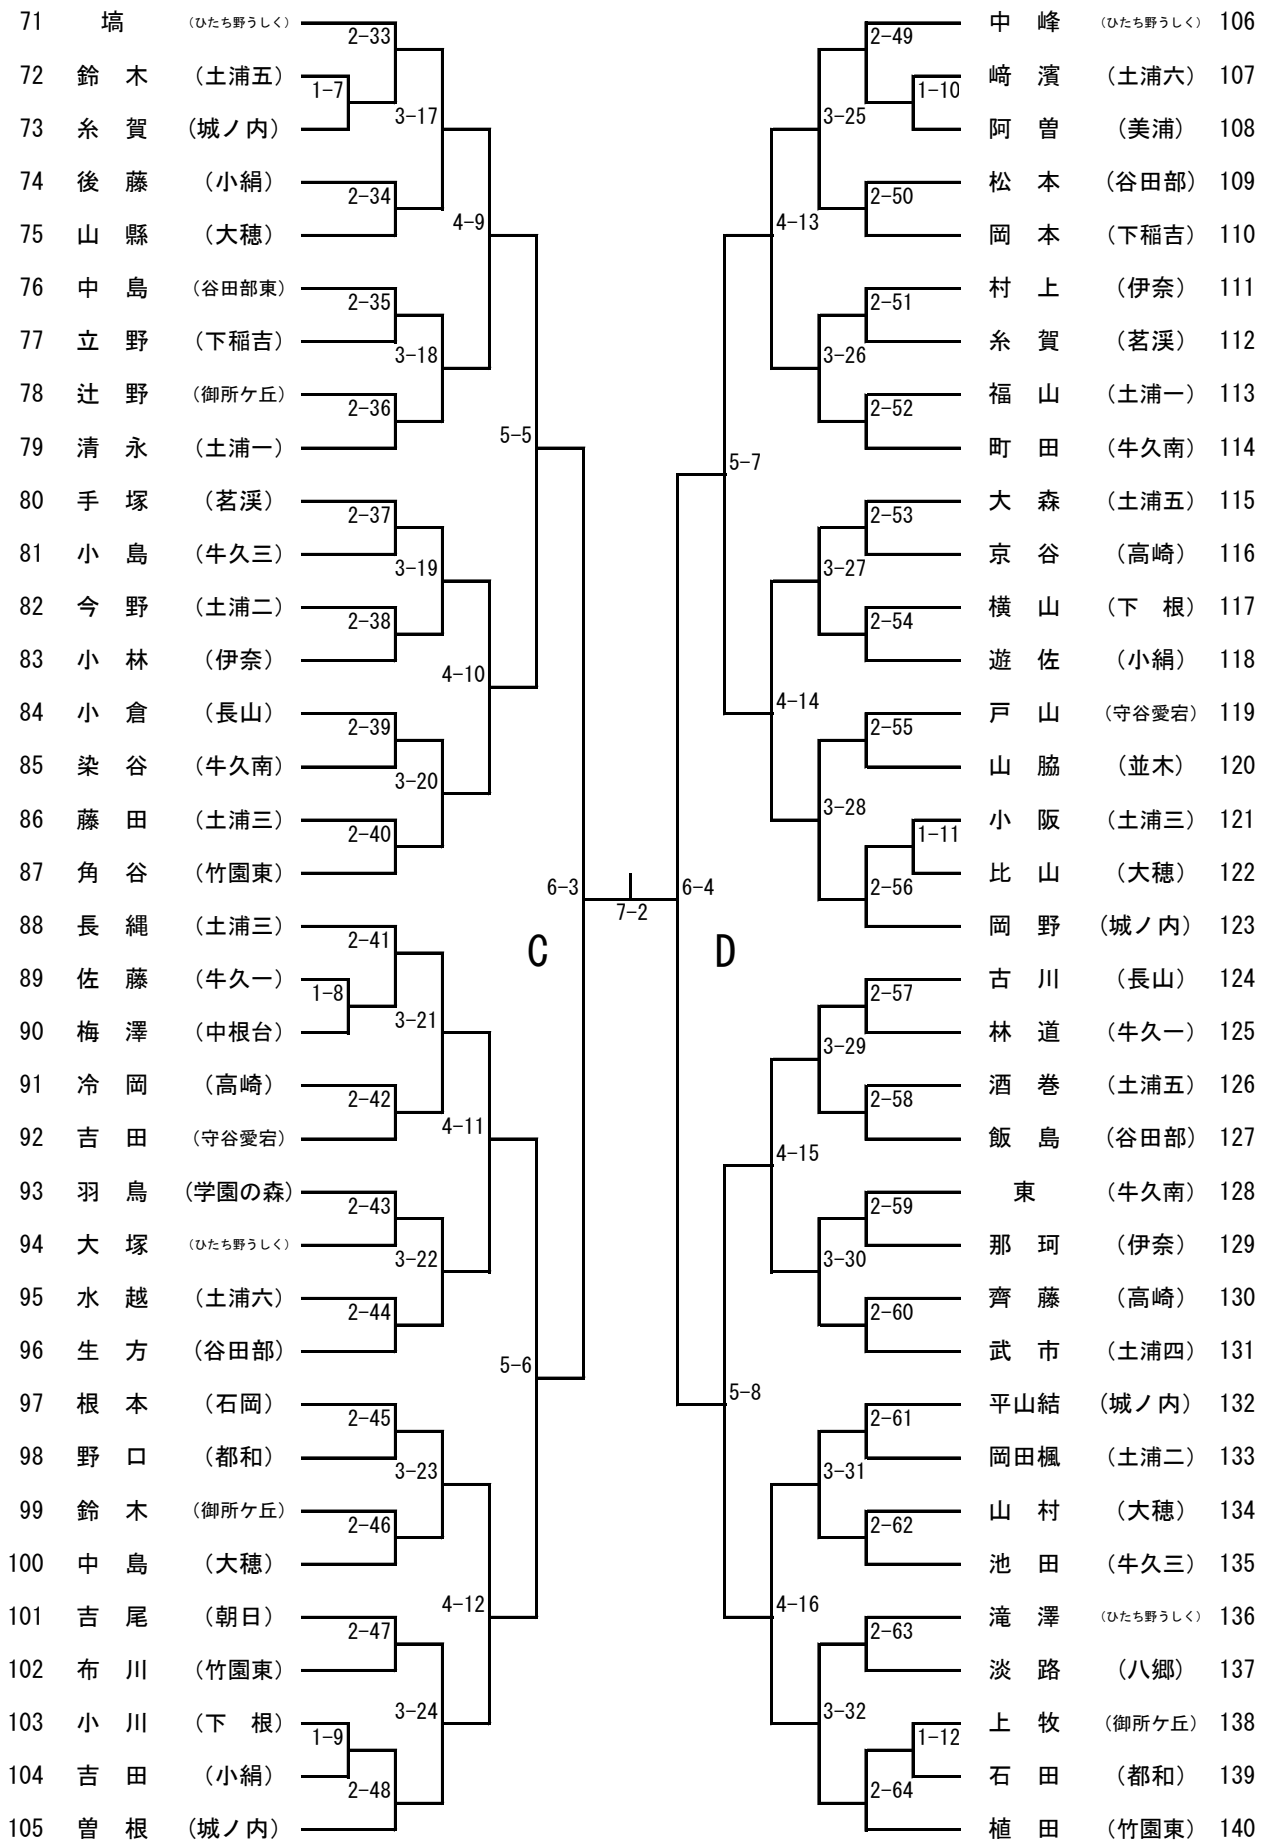 71 塙 （ひたち野うしく）
2-33
72 鈴 木 （土浦五）
1-7
73 糸 賀 （城ノ内）
3-17
74 後 藤 （小絹）
2-34
75 山 縣 （大穂）
4-9
76 中 島 （谷田部東）
2-35
77 立 野 （下稲吉）
3-18
78 辻 野 （御所ケ丘）
2-36
79 清 永 （土浦一）
5-5
80 手 塚 （茗溪）
2-37
81 小 島 （牛久三）
3-19
82 今 野 （土浦二）
2-38
83 小 林 （伊奈）
4-10
84 小 倉 （長山）
2-39
85 染 谷 （牛久南）
3-20
86 藤 田 （土浦三）
2-40
87 角 谷 （竹園東）
6-3
88 長 縄 （土浦三）
2-41
89 佐 藤 （牛久一）
1-8
90 梅 澤 （中根台）
3-21
91 冷 岡 （高崎）
2-42
92 吉 田 （守谷愛宕）
4-11
93 羽 鳥 （学園の森）
2-43
94 大 塚 （ひたち野うしく）
3-22
95 水 越 （土浦六）
2-44
96 生 方 （谷田部）
5-6
97 根 本 （石岡）
2-45
98 野 口 （都和）
3-23
99 鈴 木 （御所ケ丘）
2-46
100 中 島 （大穂）
4-12
101 吉 尾 （朝日）
2-47
102 布 川 （竹園東）
3-24
103 小 川 （下 根）
1-9
104 吉 田 （小絹）
2-48
105 曽 根 （城ノ内）
C
7-2
D
中 峰 （ひたち野うしく） 106
2-49
﨑 濱 （土浦六） 107
1-10
阿 曽 （美浦） 108
3-25
松 本 （谷田部） 109
2-50
岡 本 （下稲吉） 110
4-13
村 上 （伊奈） 111
2-51
糸 賀 （茗溪） 112
3-26
福 山 （土浦一） 113
2-52
町 田 （牛久南） 114
5-7
大 森 （土浦五） 115
2-53
京 谷 （高崎） 116
3-27
横 山 （下 根） 117
2-54
遊 佐 （小絹） 118
4-14
戸 山 （守谷愛宕） 119
2-55
山 脇 （並木） 120
3-28
小 阪 （土浦三） 121
1-11
比 山 （大穂） 122
2-56
6-4
岡 野 （城ノ内） 123
古 川 （長山） 124
2-57
林 道 （牛久一） 125
3-29
酒 巻 （土浦五） 126
2-58
飯 島 （谷田部） 127
4-15
東 （牛久南） 128
2-59
那 珂 （伊奈） 129
3-30
齊 藤 （高崎） 130
2-60
武 市 （土浦四） 131
5-8
平山結 （城ノ内） 132
2-61
岡田楓 （土浦二） 133
3-31
山 村 （大穂） 134
2-62
池 田 （牛久三） 135
4-16
滝 澤 （ひたち野うしく） 136
2-63
淡 路 （八郷） 137
3-32
上 牧 （御所ケ丘） 138
1-12
石 田 （都和） 139
2-64
植 田 （竹園東） 140